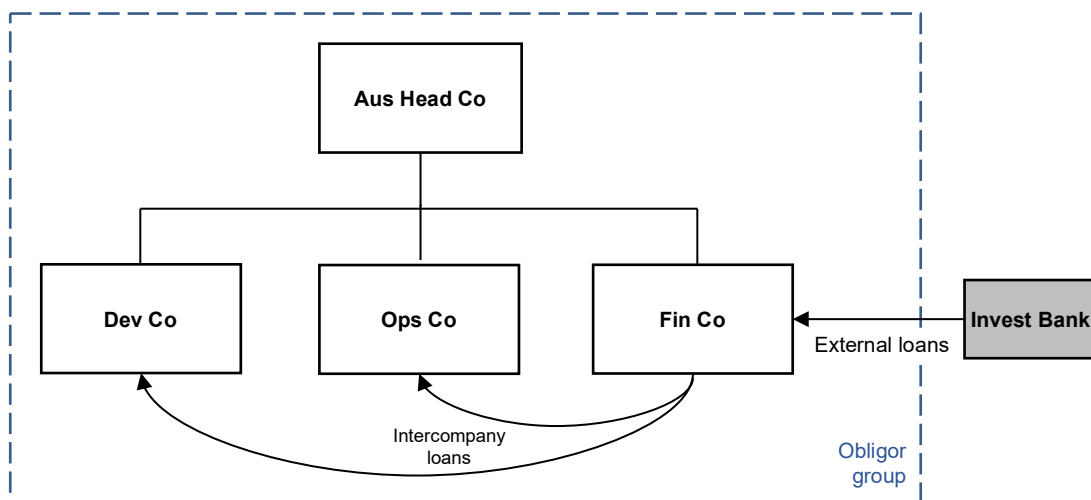 Aus Head Co
Dev Co
Ops Co
Fin Co
Invest Bank
External loans
Intercompany
loans
Obligor
group